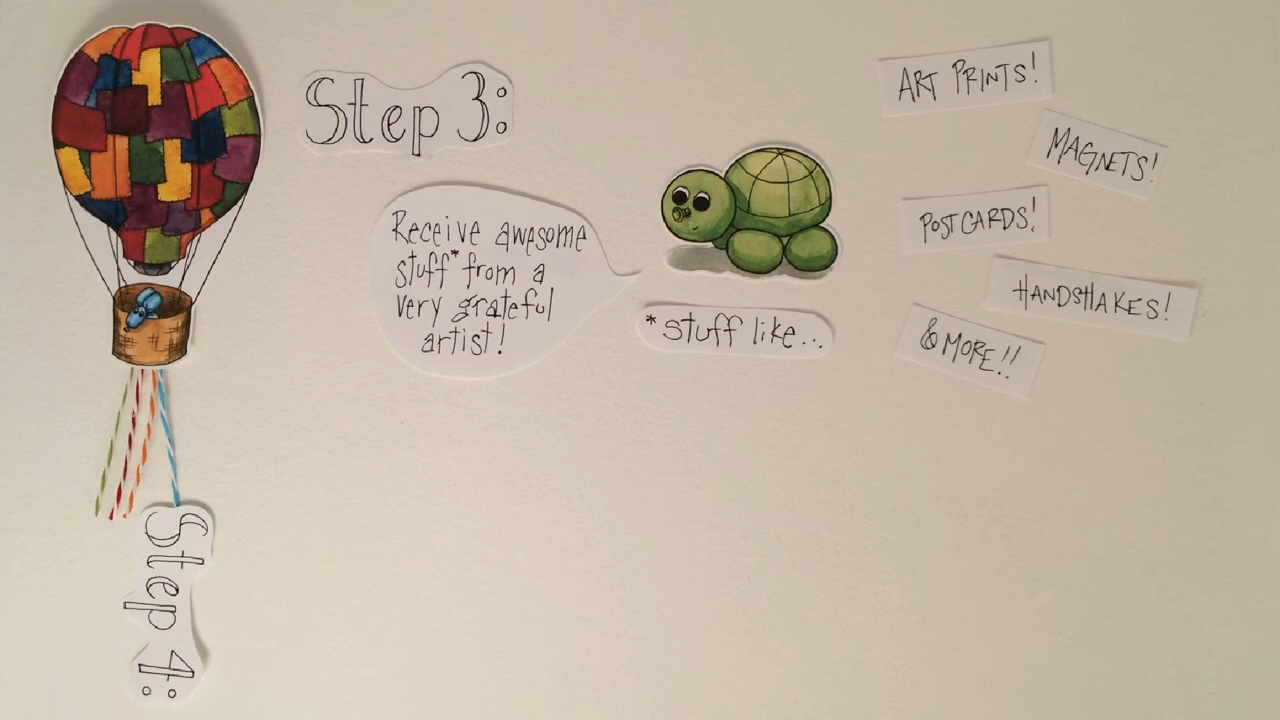 Step 3:
Receive awesome
stuff* from a
very grateful
artist!
*stuff like...
ART PRINTS!
MAGNETS!
POSTCARDS!
HANDSHAKES!
& MORE!!
Step 4: